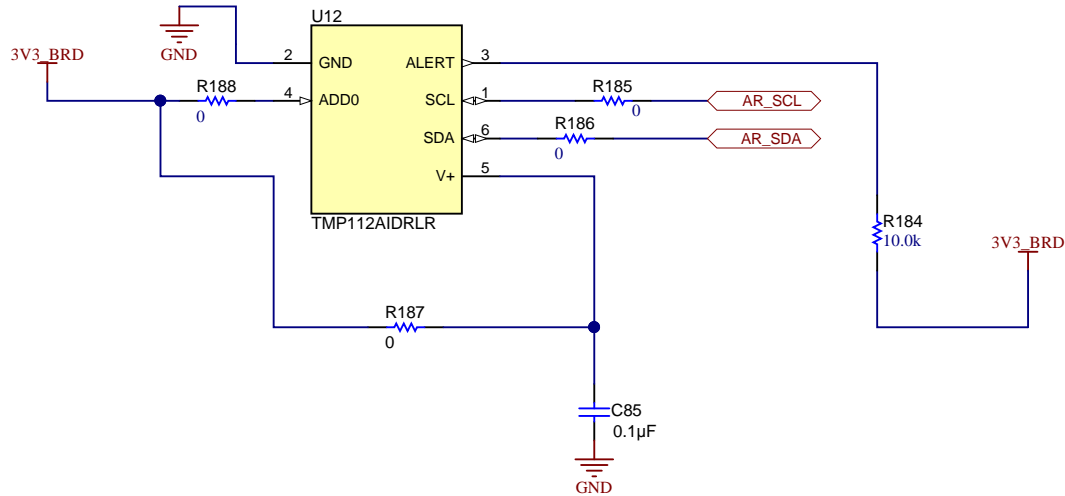 U12
3V3_BRD
GND
2
GND
ALERT
3
R188
0
4
ADD0
SCL
1
R185
0
AR_SCL
SDA
6
R186
0
AR_SDA
V+
5
TMP112AIDRLR
R184
10.0k
3V3_BRD
R187
0
C85
0.1µF
GND